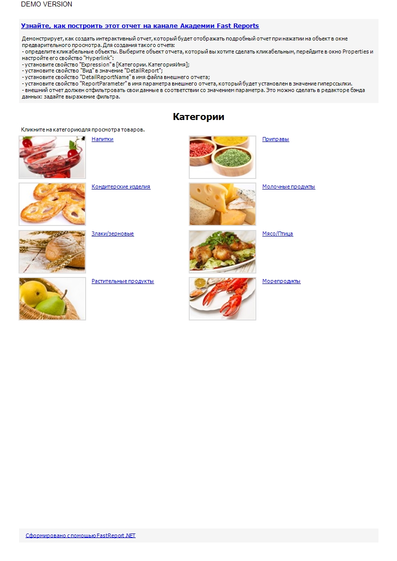 DEMO VERSION
Узнайте, как построить этот отчет на канале Академии Fast Reports
Демонстрирует, как создать интерактивный отчет, который будет отображать подробный отчет при нажатии на объект в окне
предварительного просмотра. Для создания такого отчета:
- определите кликабельные объекты. Выберите объект отчета, который вы хотите сделать кликабельным, перейдите в окно Properties и
настройте его свойство "Hyperlink";
- установите свойство "Expression" в [Категории.КатегорияИмя];
- установите свойство "Вид" в значение "DetailReport";
- установите свойство "DetailReportName" в имя файла внешнего отчета;
- установите свойство "ReportParameter" в имя параметра внешнего отчета, который будет установлен в значение гиперссылки.
- внешний отчет должен отфильтровать свои данные в соответствии со значением параметра. Это можно сделать в редакторе бэнда
данных: задайте выражение фильтра.
Категории
Кликните на категориюдля просмотра товаров.
Напитки
Приправы
Кондитерские изделия
Молочные продукты
Злаки/зерновые
Мясо/Птица
Растительные продукты
Морепродукты
Сформировано с помощью FastReport .NET